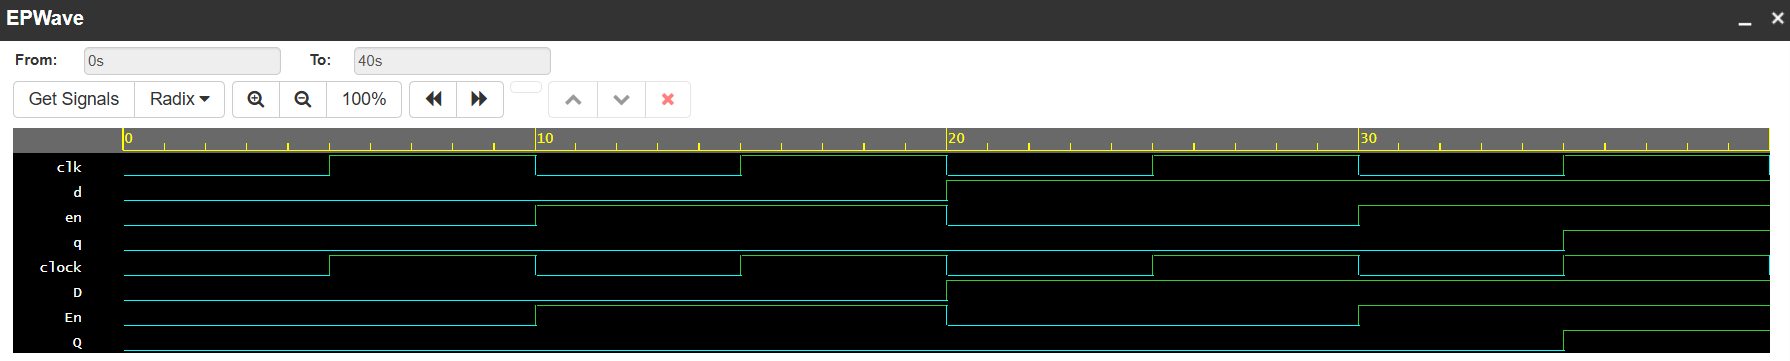 EPWave
From: 0s To: 40s
Get Signals Radix 100%
0 10 20 30
clk
d
en
q
clock
D
En
Q